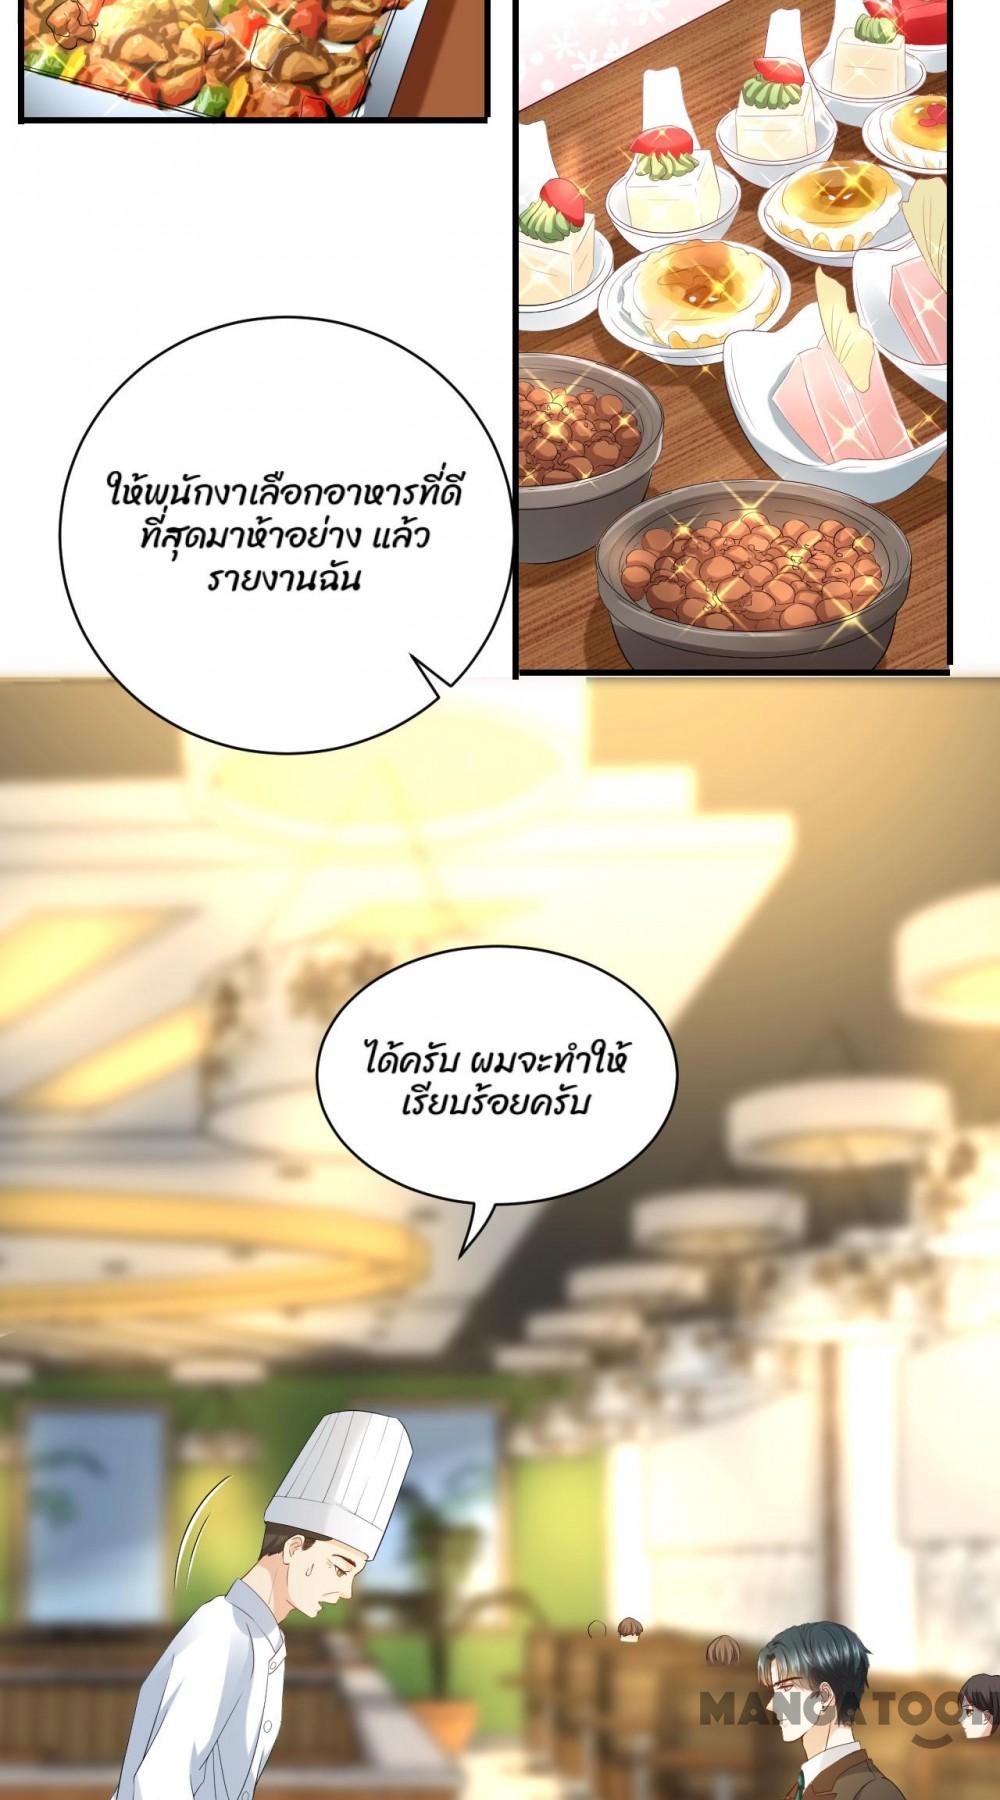 ให้พนักงาเลือกอาหารที่ดี
ที่สุดมาห้าอย่าง แล้ว
รายงานฉัน
ได้ครับ ผมจะทำให้
เรียบร้อยครับ
MANGATOON